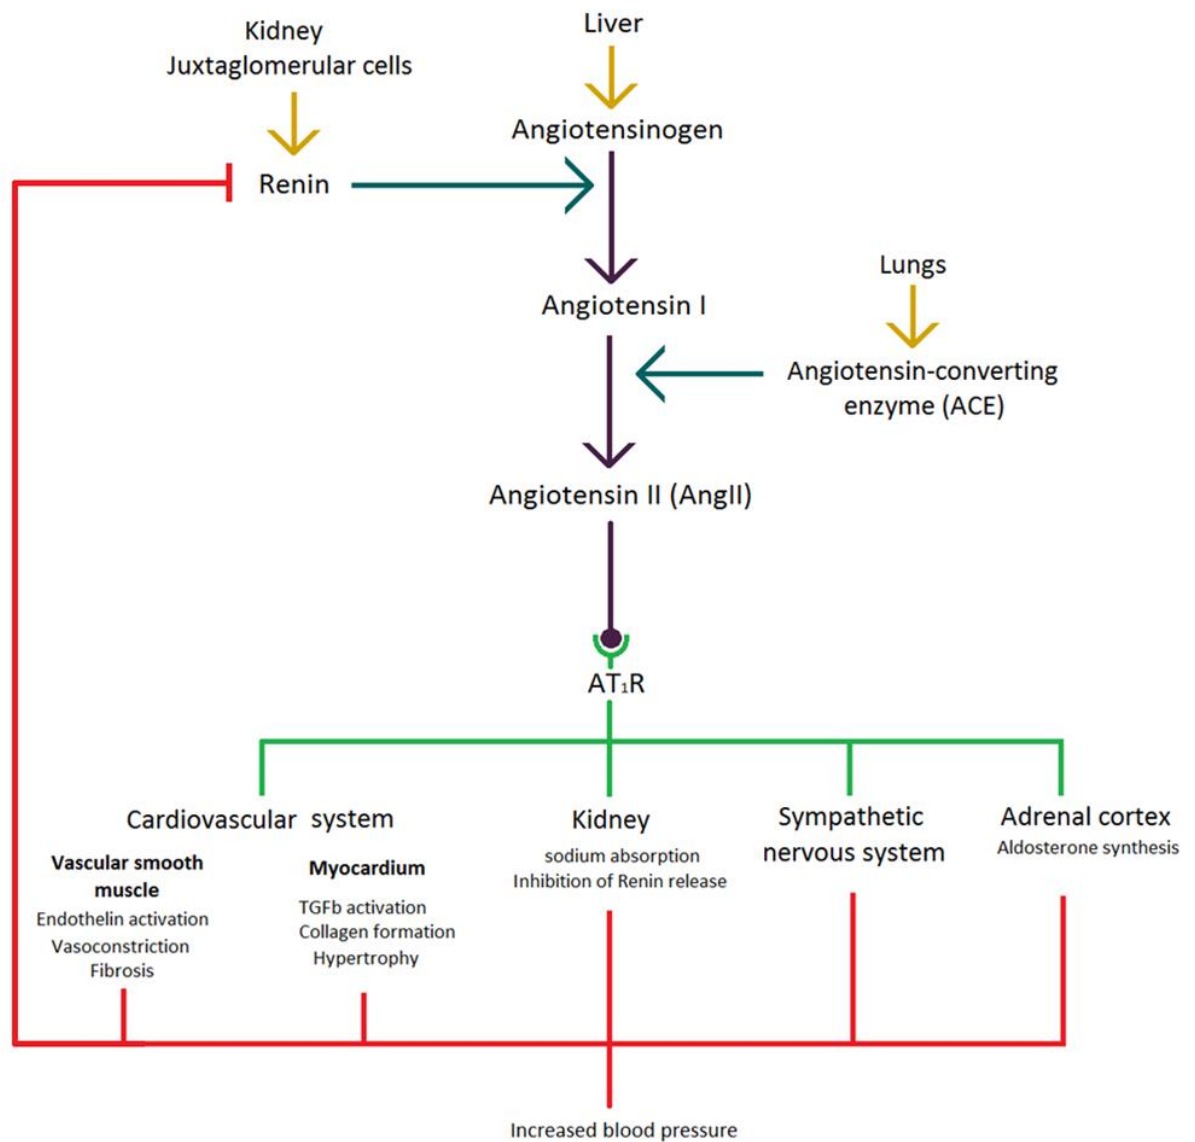 Kidney
Juxtaglomerular cells
Liver
Angiotensinogen
Renin
Angiotensin I
Lungs
Angiotensin-converting
enzyme (ACE)
Angiotensin II (AngII)
AT₁R
Cardiovascular system
Vascular smooth
muscle
Endothelin activation
Vasoconstriction
Fibrosis
Myocardium
TGFb activation
Collagen formation
Hypertrophy
Kidney
sodium absorption
Inhibition of Renin release
Sympathetic
nervous system
Adrenal cortex
Aldosterone synthesis
Increased blood pressure